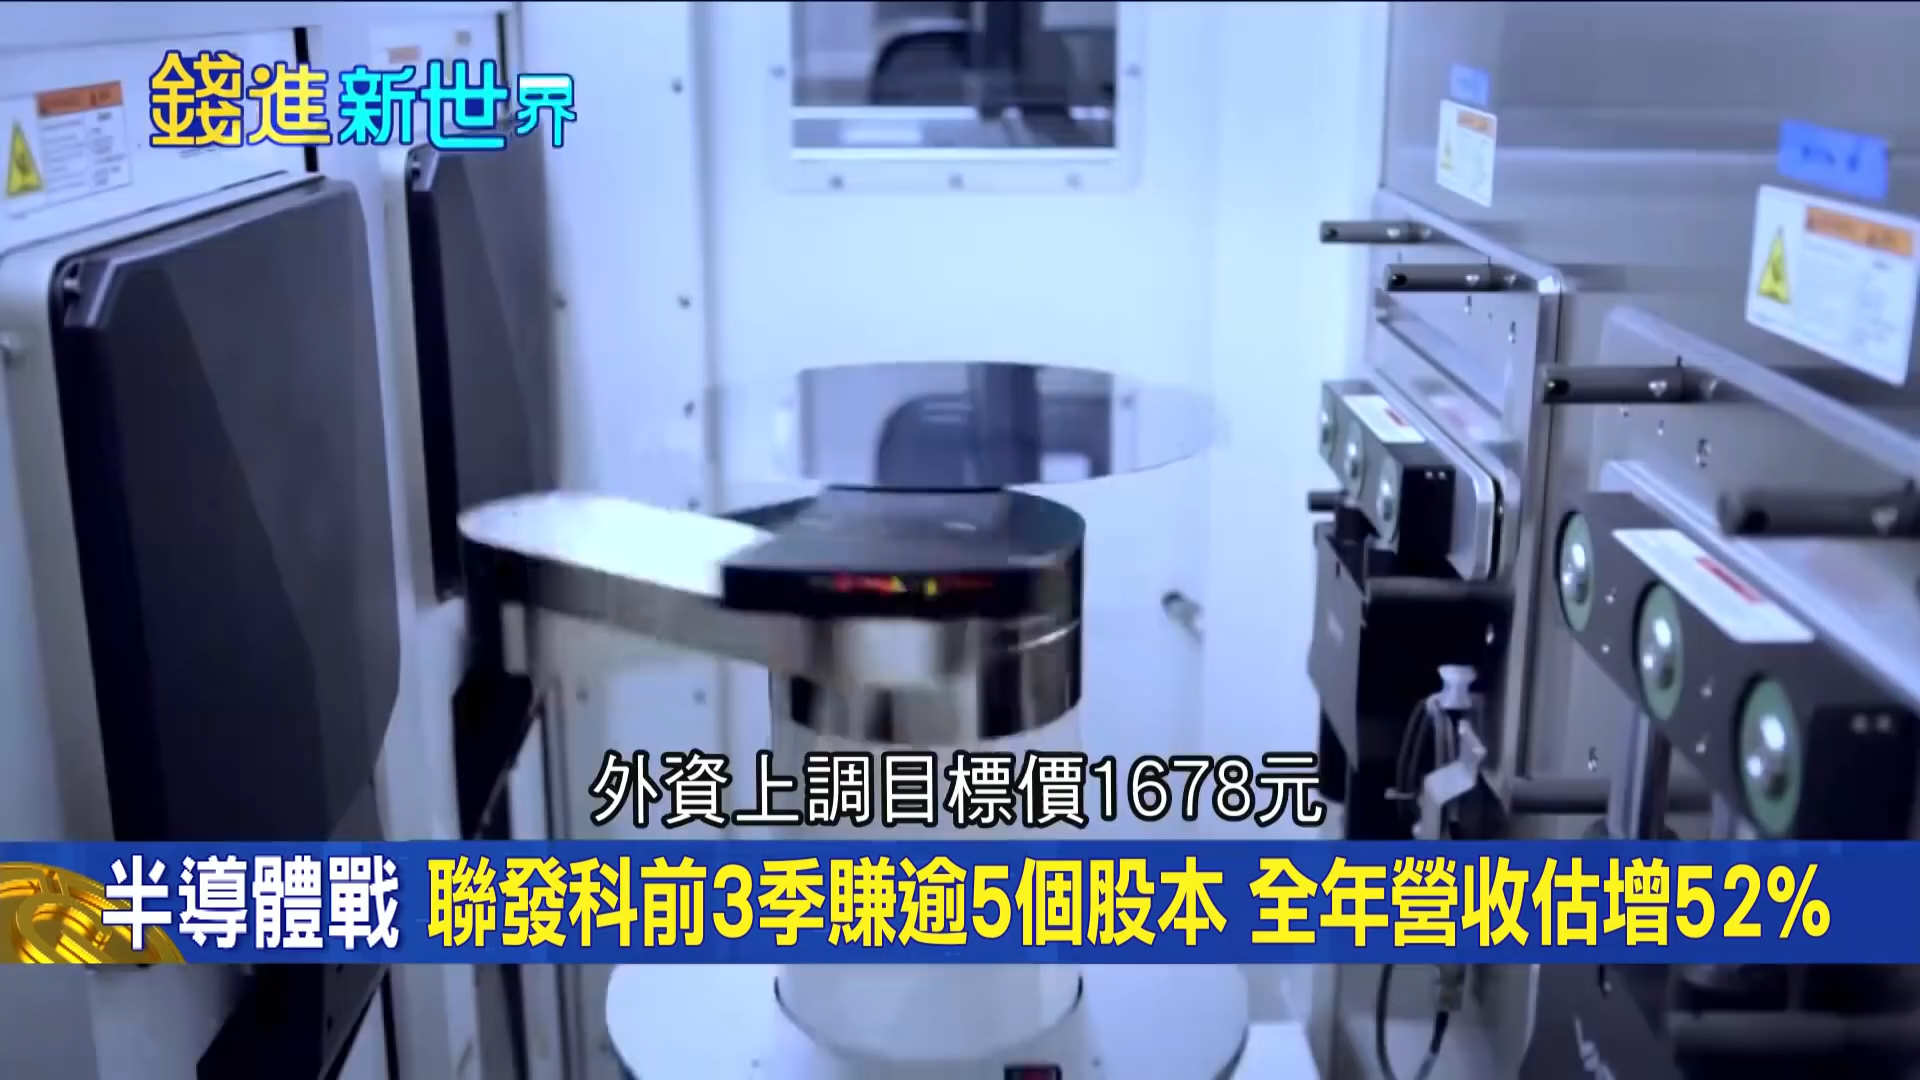 錢進新世界
外資上調目標價1678元
半導體戰 聯發科前3季賺逾5個股本 全年營收估增52%